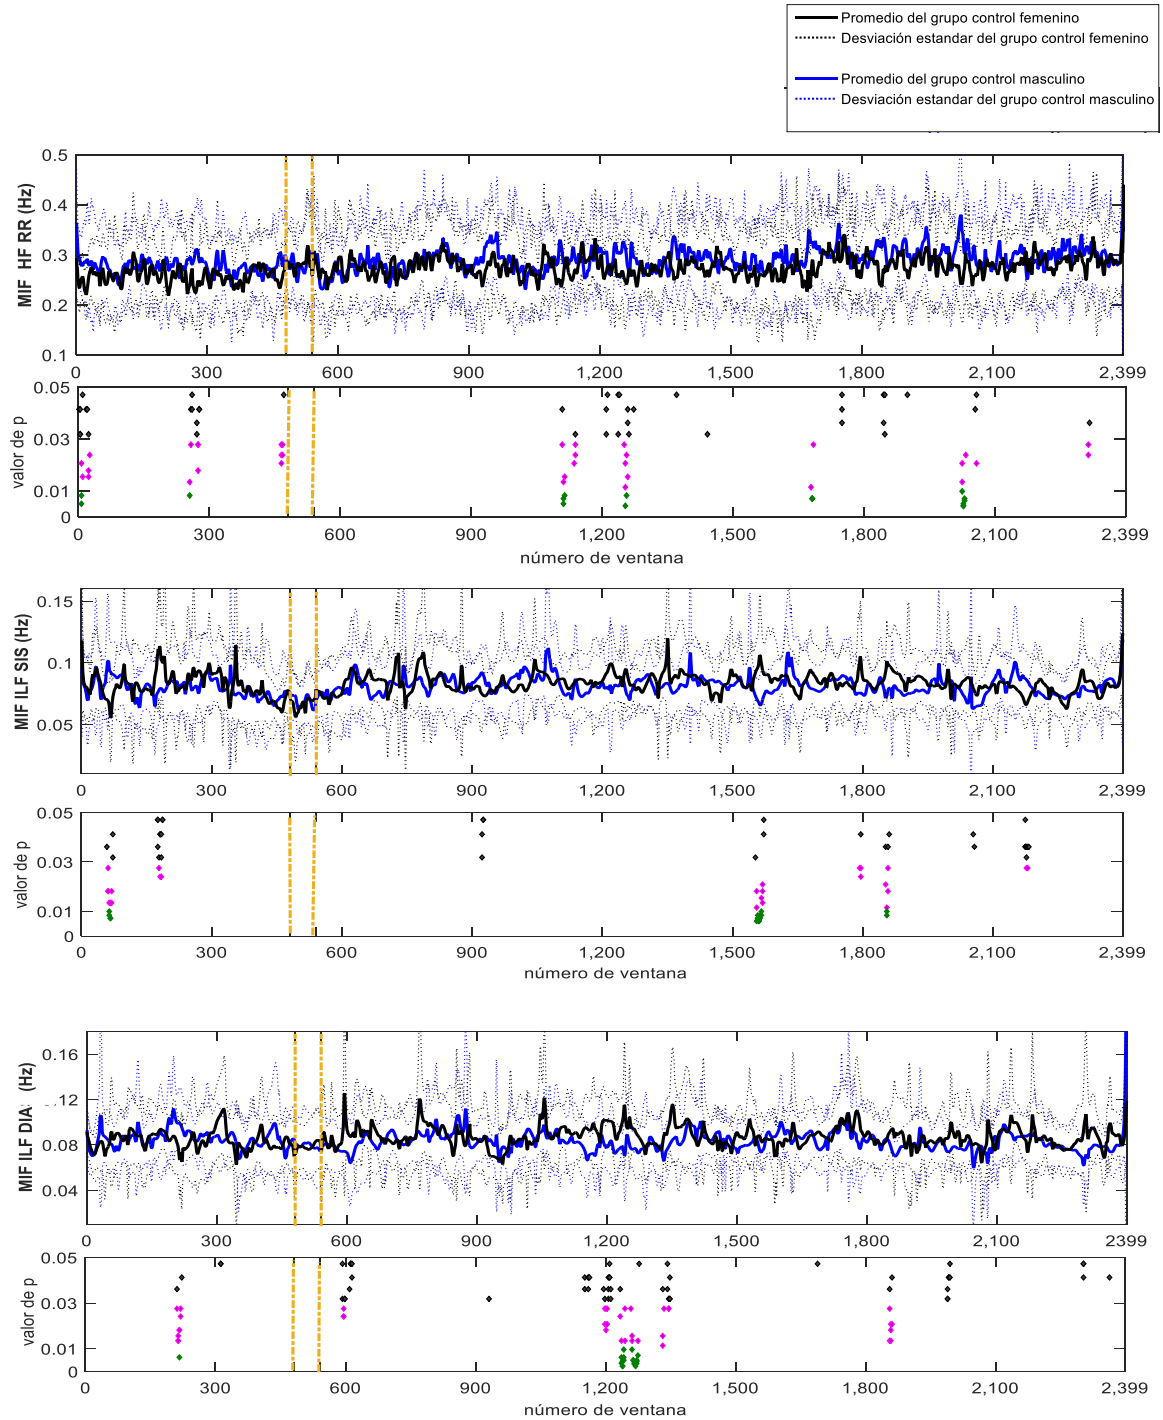 Promedio del grupo control femenino
Desviación estandar del grupo control femenino
Promedio del grupo control masculino
Desviación estandar del grupo control masculino
MIF HF RR (Hz)
0.5
0.4
0.3
0.2
0.1
0 300 600 900 1,200 1,500 1,800 2,100 2,399
valor de p
0.05
0.03
0.01
0
0 300 600 900 1,200 1,500 1,800 2,100 2,399
número de ventana
MIF ILF SIS (Hz)
0.15
0.1
0.05
0 300 600 900 1,200 1,500 1,800 2,100 2,399
valor de p
0.05
0.03
0.01
0
0 300 600 900 1,200 1,500 1,800 2,100 2,399
número de ventana
MIF ILF DIA (Hz)
0.16
.12
0.08
0.04
0 300 600 900 1,200 1,500 1,800 2,100 2399
valor de p
0.05
0.03
0.01
0
0 300 600 900 1,200 1,500 1,800 2,100 2,399
número de ventana